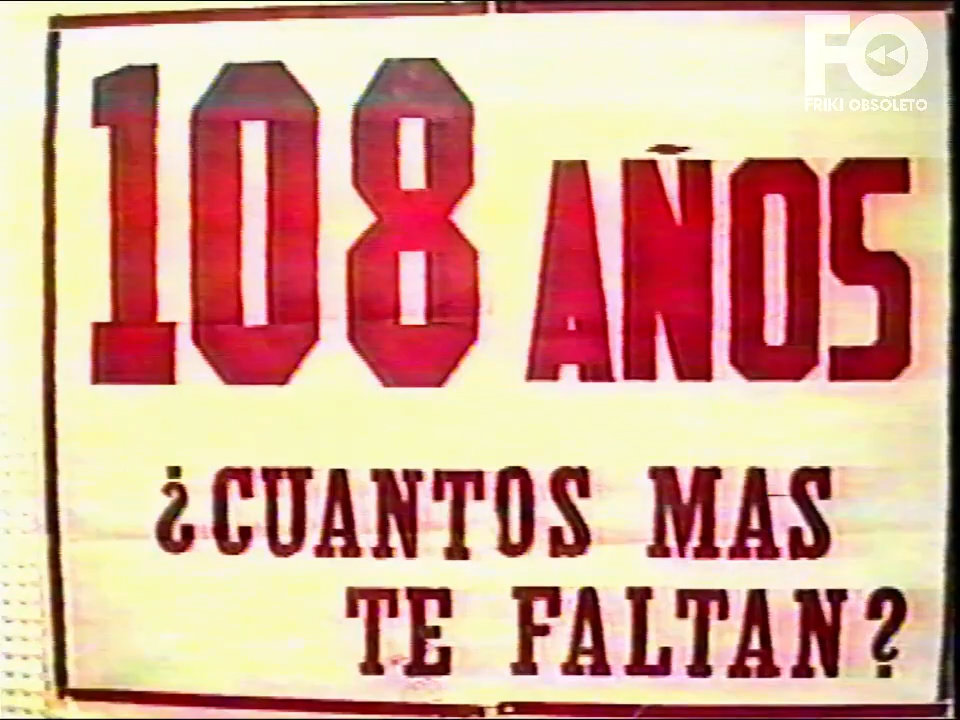 FO
FRIKI OBSOLETO
108 AÑOS
¿CUANTOS MAS
TE FALTAN?